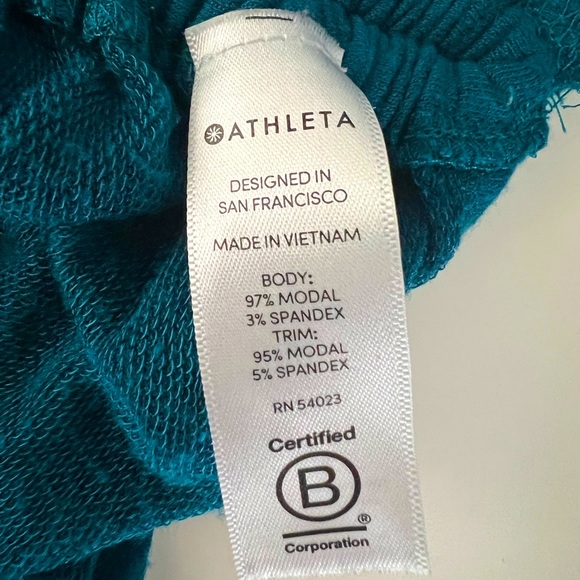 ATHLETA
DESIGNED IN
SAN FRANCISCO
MADE IN VIETNAM
BODY:
97% MODAL
3% SPANDEX
TRIM:
95% MODAL
5% SPANDEX
RN 54023
Certified
B
®
Corporation